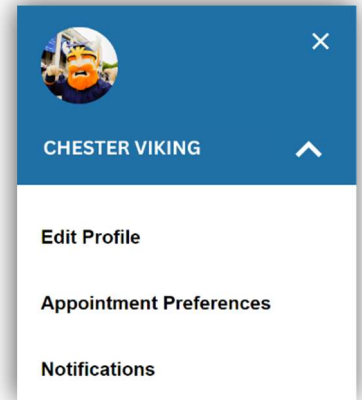 CHESTER VIKING
Edit Profile
Appointment Preferences
Notifications